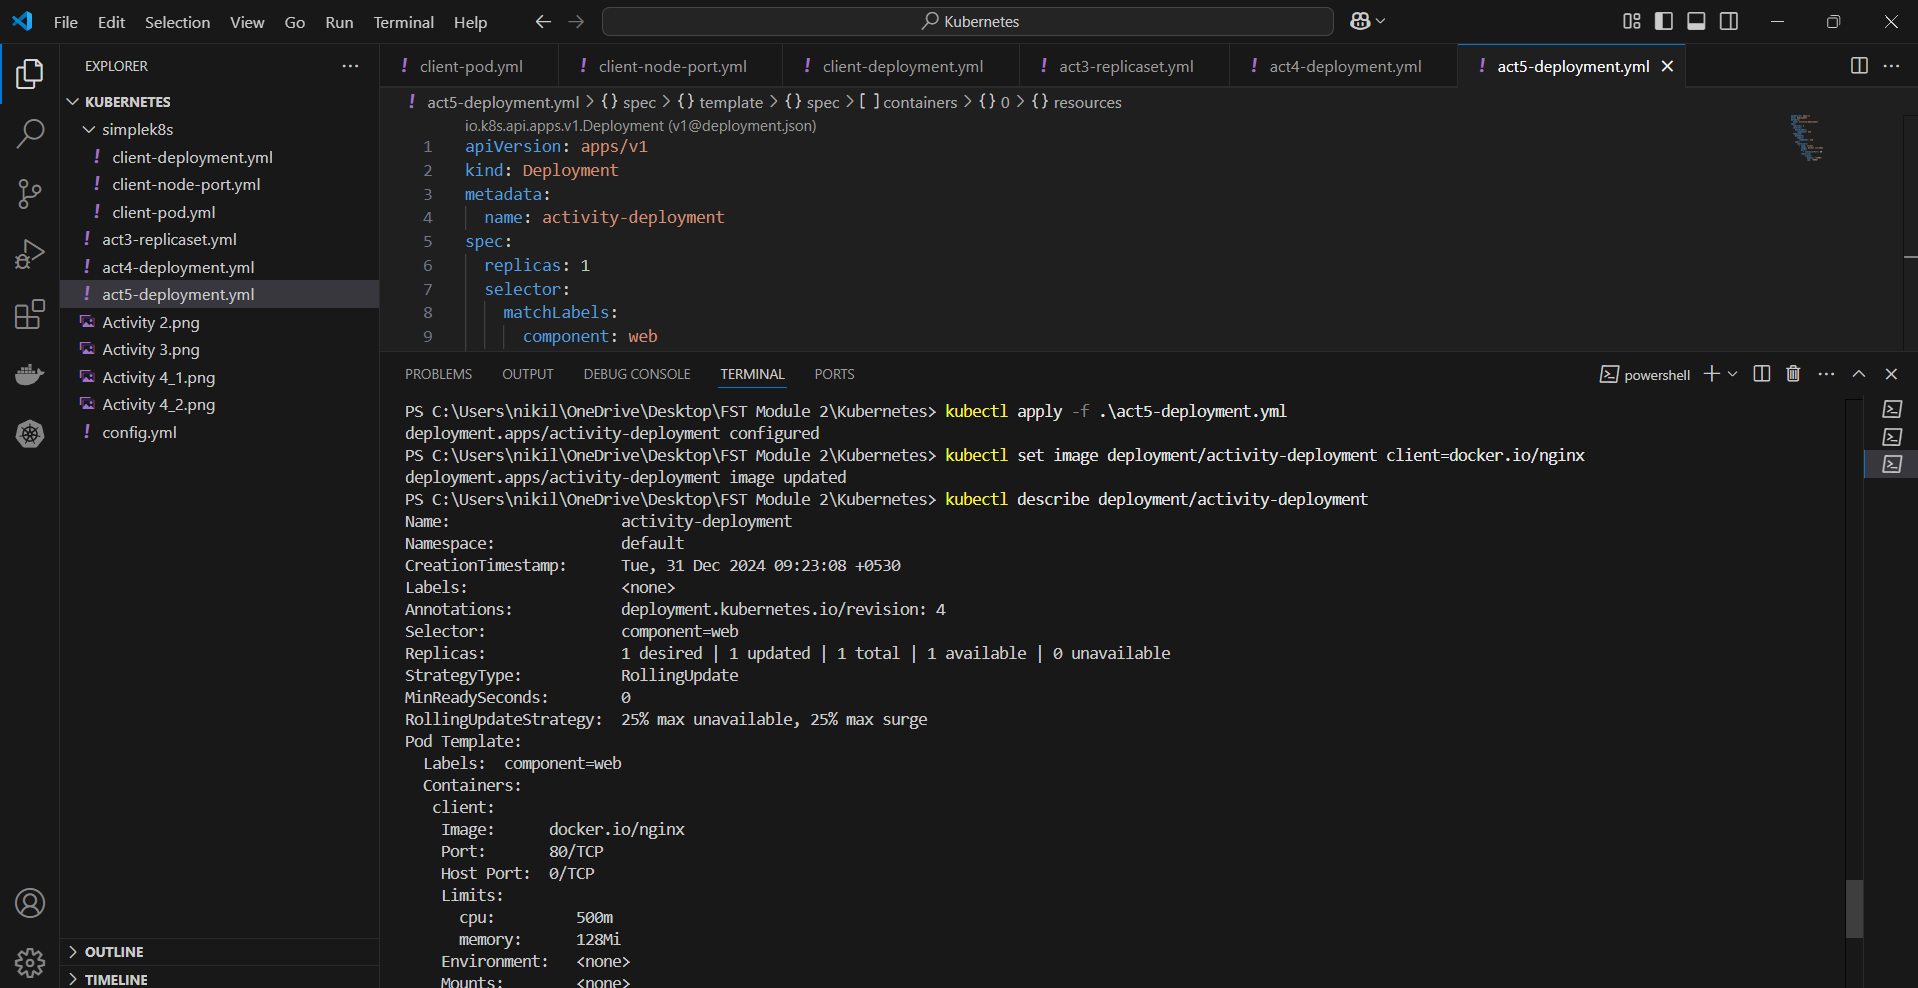 File Edit Selection View Go Run Terminal Help
Kubernetes
EXPLORER
KUBERNETES
simplek8s
! client-deployment.yml
! client-node-port.yml
! client-pod.yml
! act3-replicaset.yml
! act4-deployment.yml
! act5-deployment.yml
Activity 2.png
Activity 3.png
Activity 4_1.png
Activity 4_2.png
! config.yml
OUTLINE
TIMELINE
! client-pod.yml ! client-node-port.yml ! client-deployment.yml ! act3-replicaset.yml ! act4-deployment.yml ! act5-deployment.yml
! act5-deployment.yml > {} spec > {} template > {} spec > [ ] containers > {} 0 > {} resources
io.k8s.api.apps.v1.Deployment (v1@deployment.json)
1 apiVersion: apps/v1
2 kind: Deployment
3 metadata:
4 name: activity-deployment
5 spec:
6 replicas: 1
7 selector:
8 matchLabels:
9 component: web
PROBLEMS OUTPUT DEBUG CONSOLE TERMINAL PORTS
powershell
PS C:\Users\nikil\OneDrive\Desktop\FST Module 2\Kubernetes> kubectl apply -f .\act5-deployment.yml
deployment.apps/activity-deployment configured
PS C:\Users\nikil\OneDrive\Desktop\FST Module 2\Kubernetes> kubectl set image deployment/activity-deployment client=docker.io/nginx
deployment.apps/activity-deployment image updated
PS C:\Users\nikil\OneDrive\Desktop\FST Module 2\Kubernetes> kubectl describe deployment/activity-deployment
Name: activity-deployment
Namespace: default
CreationTimestamp: Tue, 31 Dec 2024 09:23:08 +0530
Labels: <none>
Annotations: deployment.kubernetes.io/revision: 4
Selector: component=web
Replicas: 1 desired | 1 updated | 1 total | 1 available | 0 unavailable
StrategyType: RollingUpdate
MinReadySeconds: 0
RollingUpdateStrategy: 25% max unavailable, 25% max surge
Pod Template:
Labels: component=web
Containers:
client:
Image: docker.io/nginx
Port: 80/TCP
Host Port: 0/TCP
Limits:
cpu: 500m
memory: 128Mi
Environment: <none>
Mounts: <none>